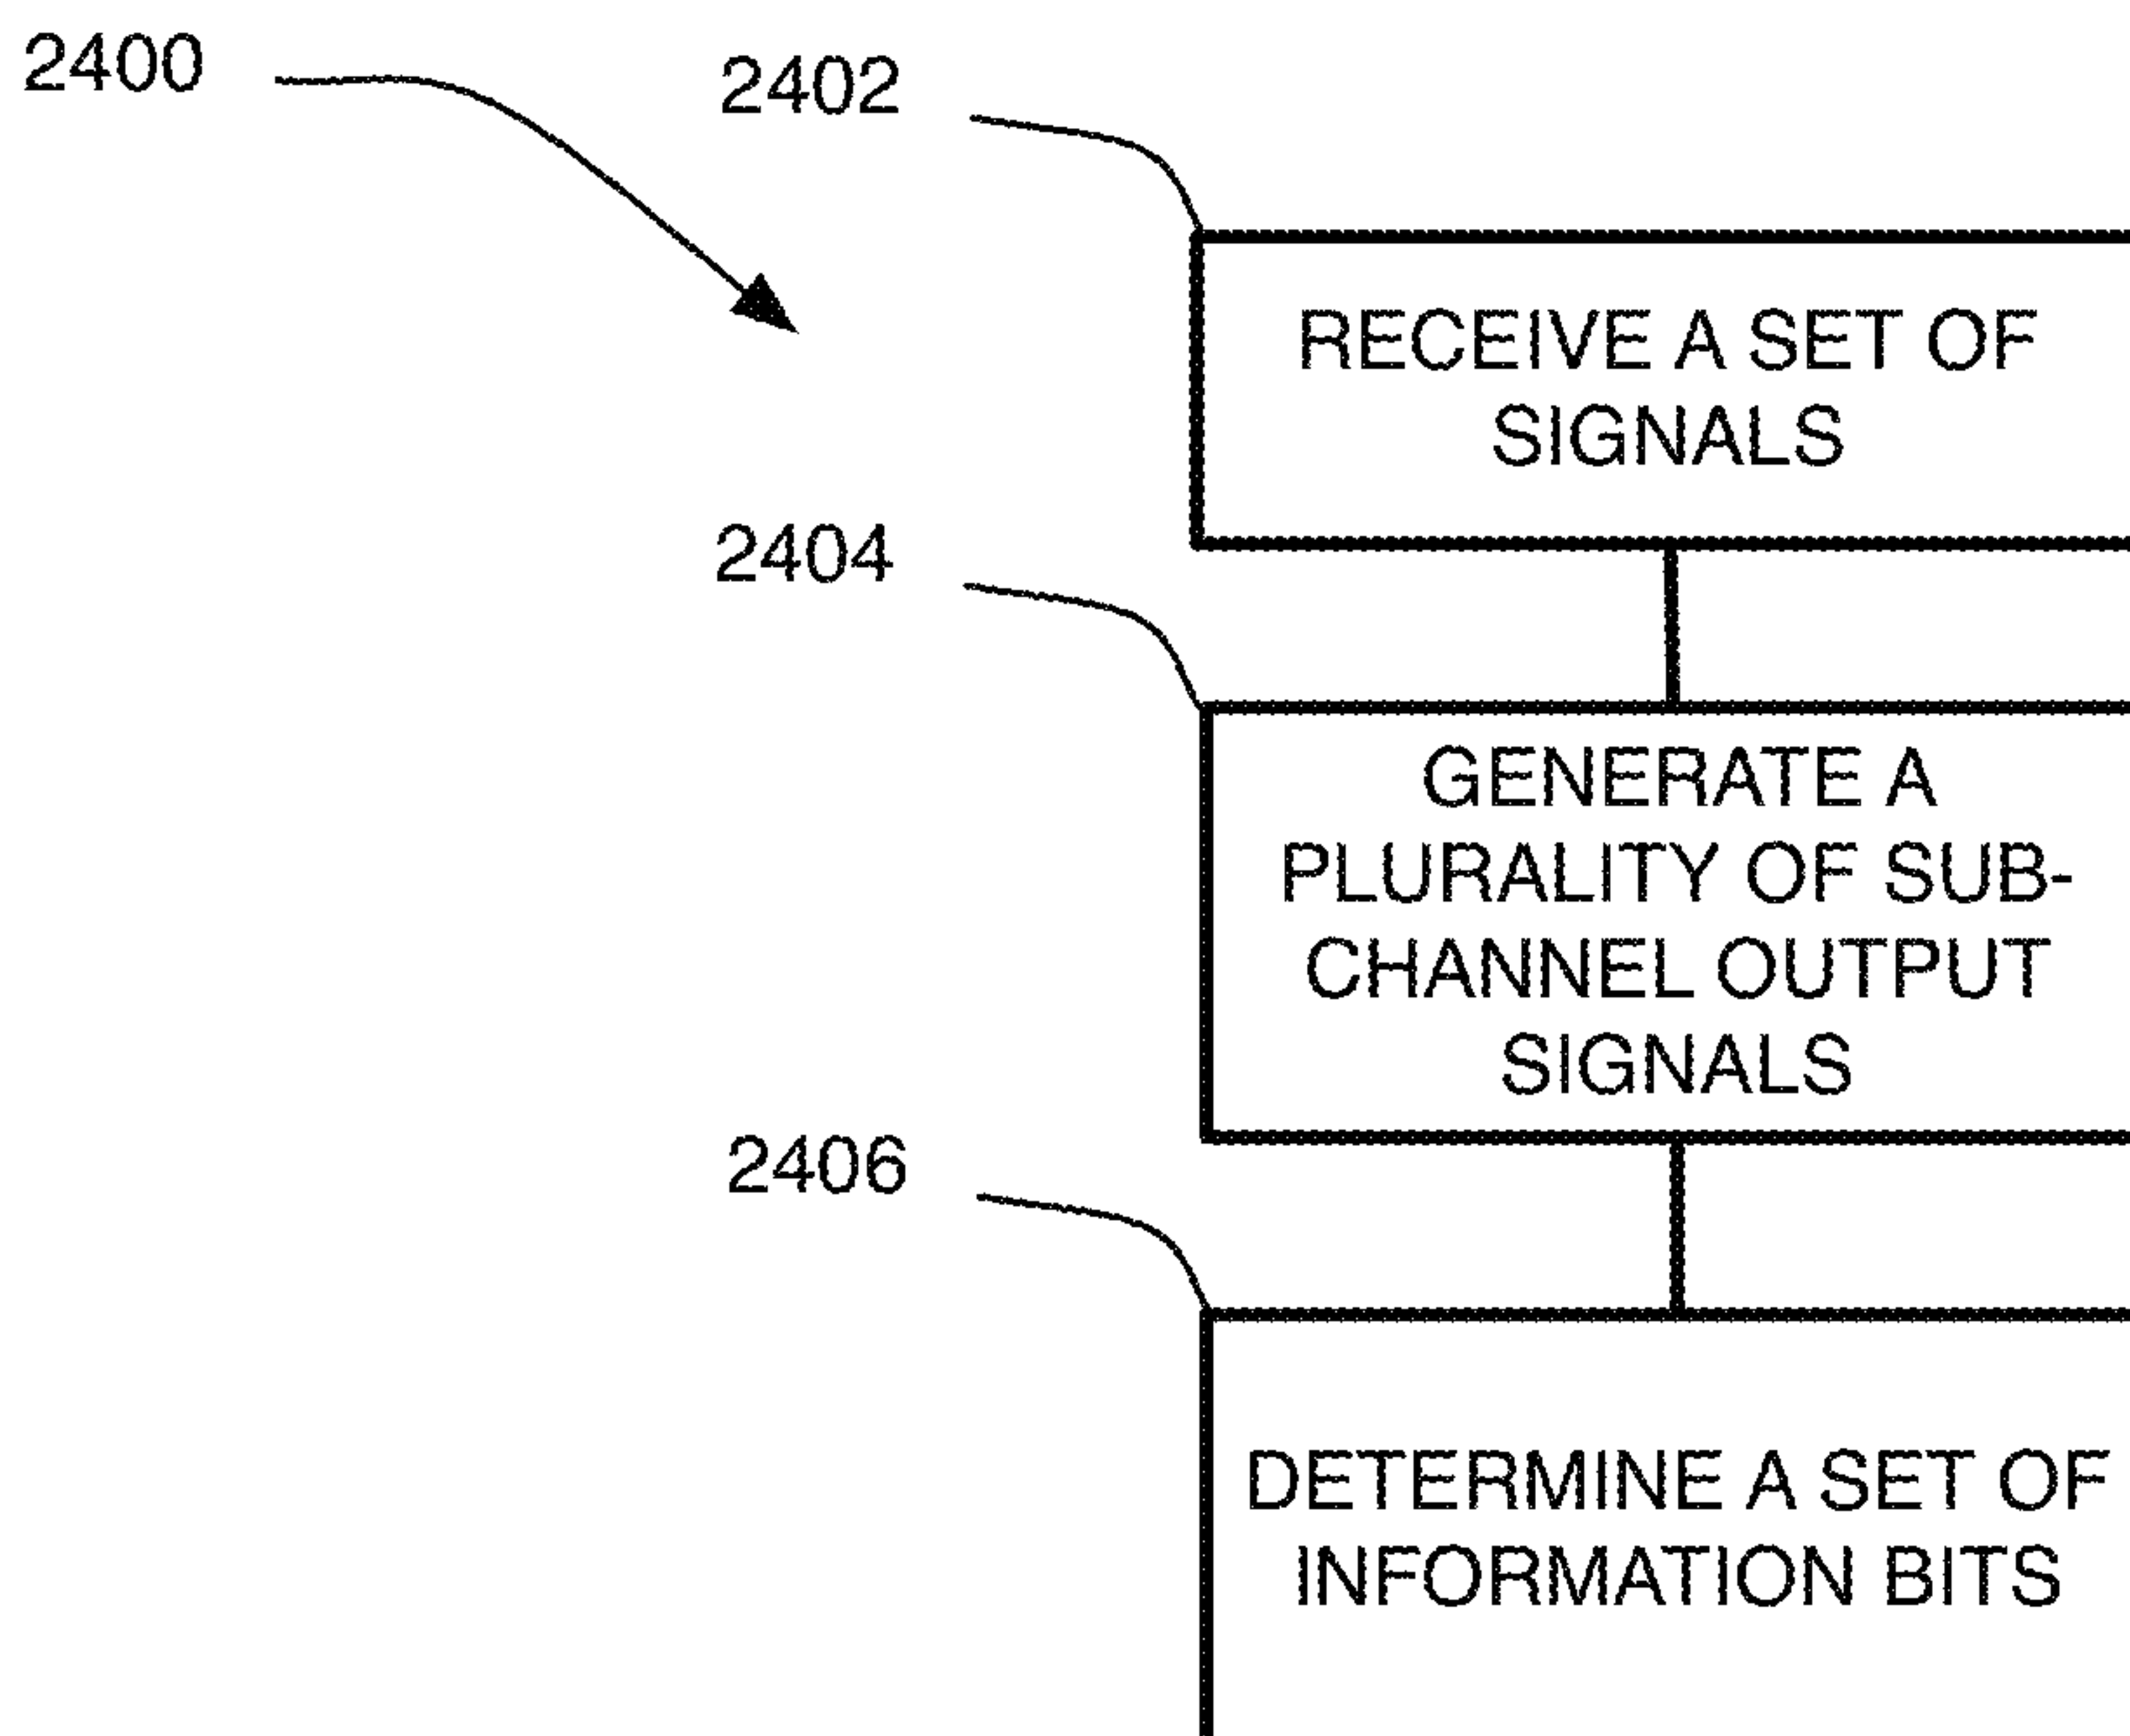 2400
2402
RECEIVE A SET OF
SIGNALS
2404
GENERATE A
PLURALITY OF SUB-
CHANNEL OUTPUT
SIGNALS
2406
DETERMINE A SET OF
INFORMATION BITS